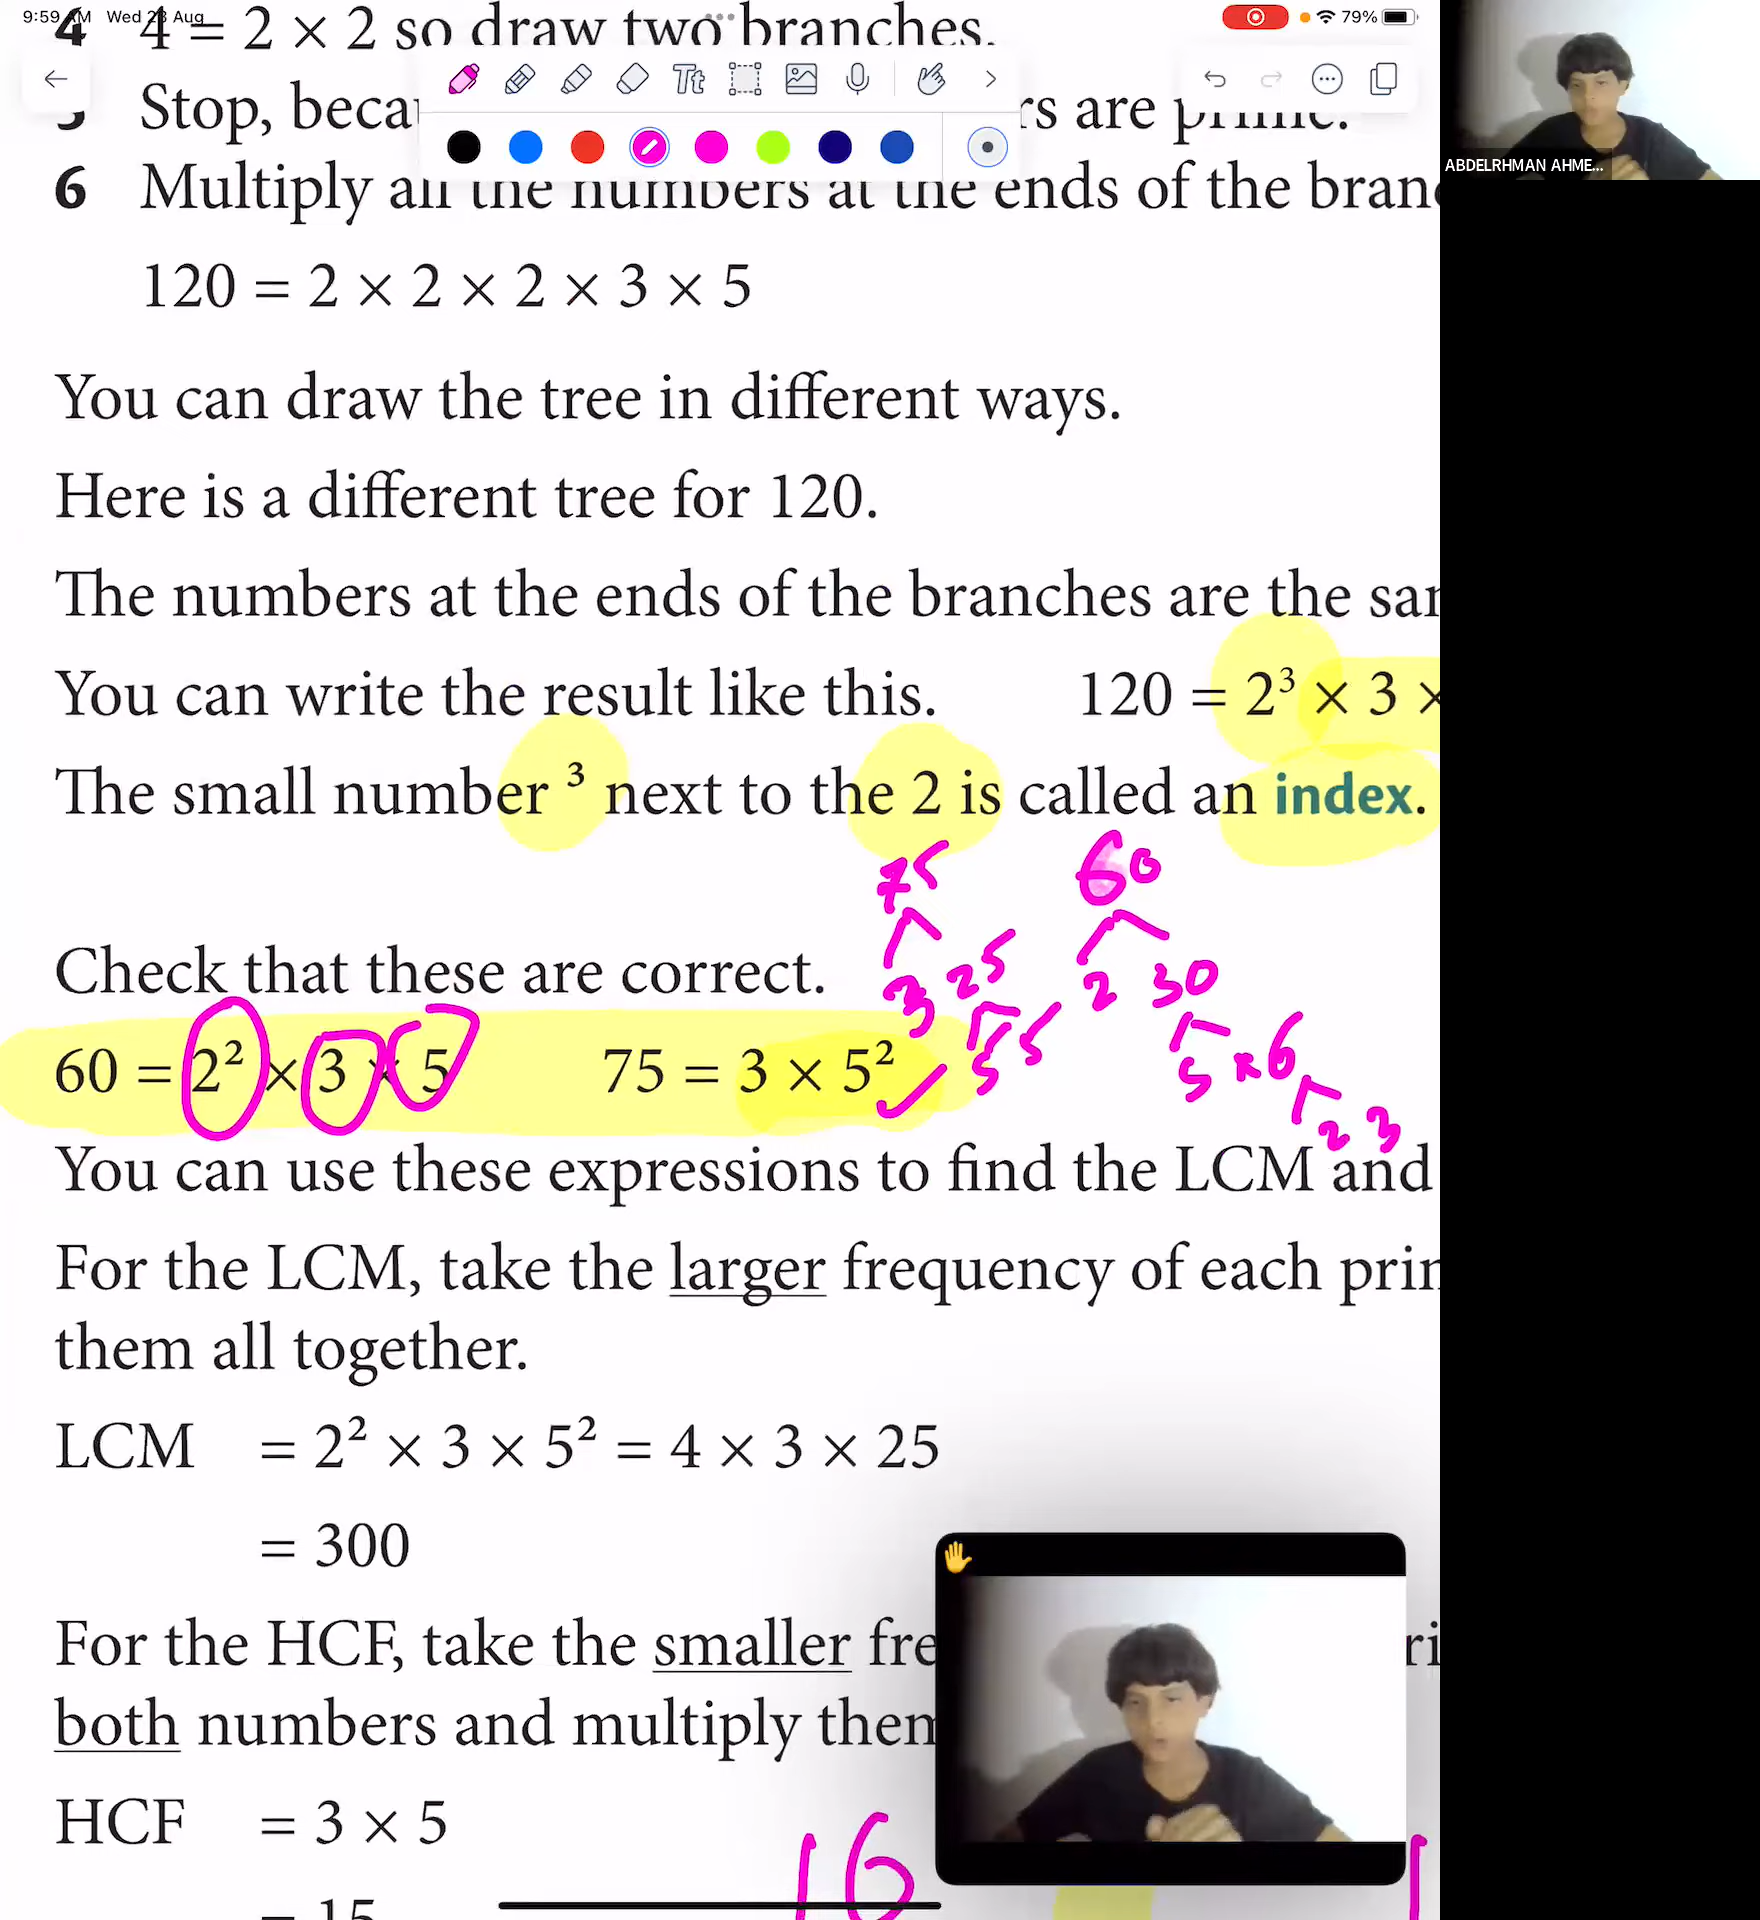 9:59 AM Wed 23 Aug
79%
4 4 = 2 × 2 so draw two branches.
Stop, because are prime.
6 Multiply all the numbers at the ends of the
120 = 2 × 2 × 2 × 3 × 5
You can draw the tree in different ways.
Here is a different tree for 120.
The numbers at the ends of the branches are the
You can write the result like this. 120 = 2³ × 3 ×
The small number ³ next to the 2 is called an index.
75 60
Check that these are correct.
3 25 2 30
5 5 5 × 6
2 3
60 = 2² × 3 × 5 75 = 3 × 5²
You can use these expressions to find the LCM and
For the LCM, take the larger frequency of each
them all together.
LCM = 2² × 3 × 5² = 4 × 3 × 25
= 300
For the HCF, take the smaller
both numbers and multiply them
HCF = 3 × 5
= 15
16
ABDELRHMAN AHME...
Tt